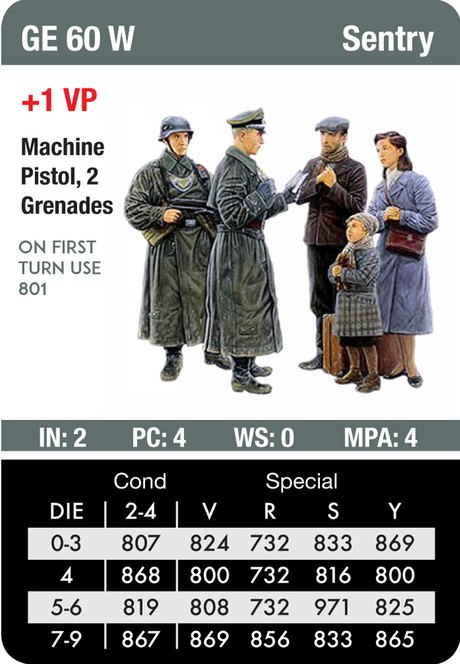 GE 60 W Sentry
+1 VP
Machine
Pistol, 2
Grenades
ON FIRST
TURN USE
801
IN: 2 PC: 4 WS: 0 MPA: 4
Cond Special
DIE 2-4 V R S Y
0-3 807 824 732 833 869
4 868 800 732 816 800
5-6 819 808 732 971 825
7-9 867 869 856 833 865